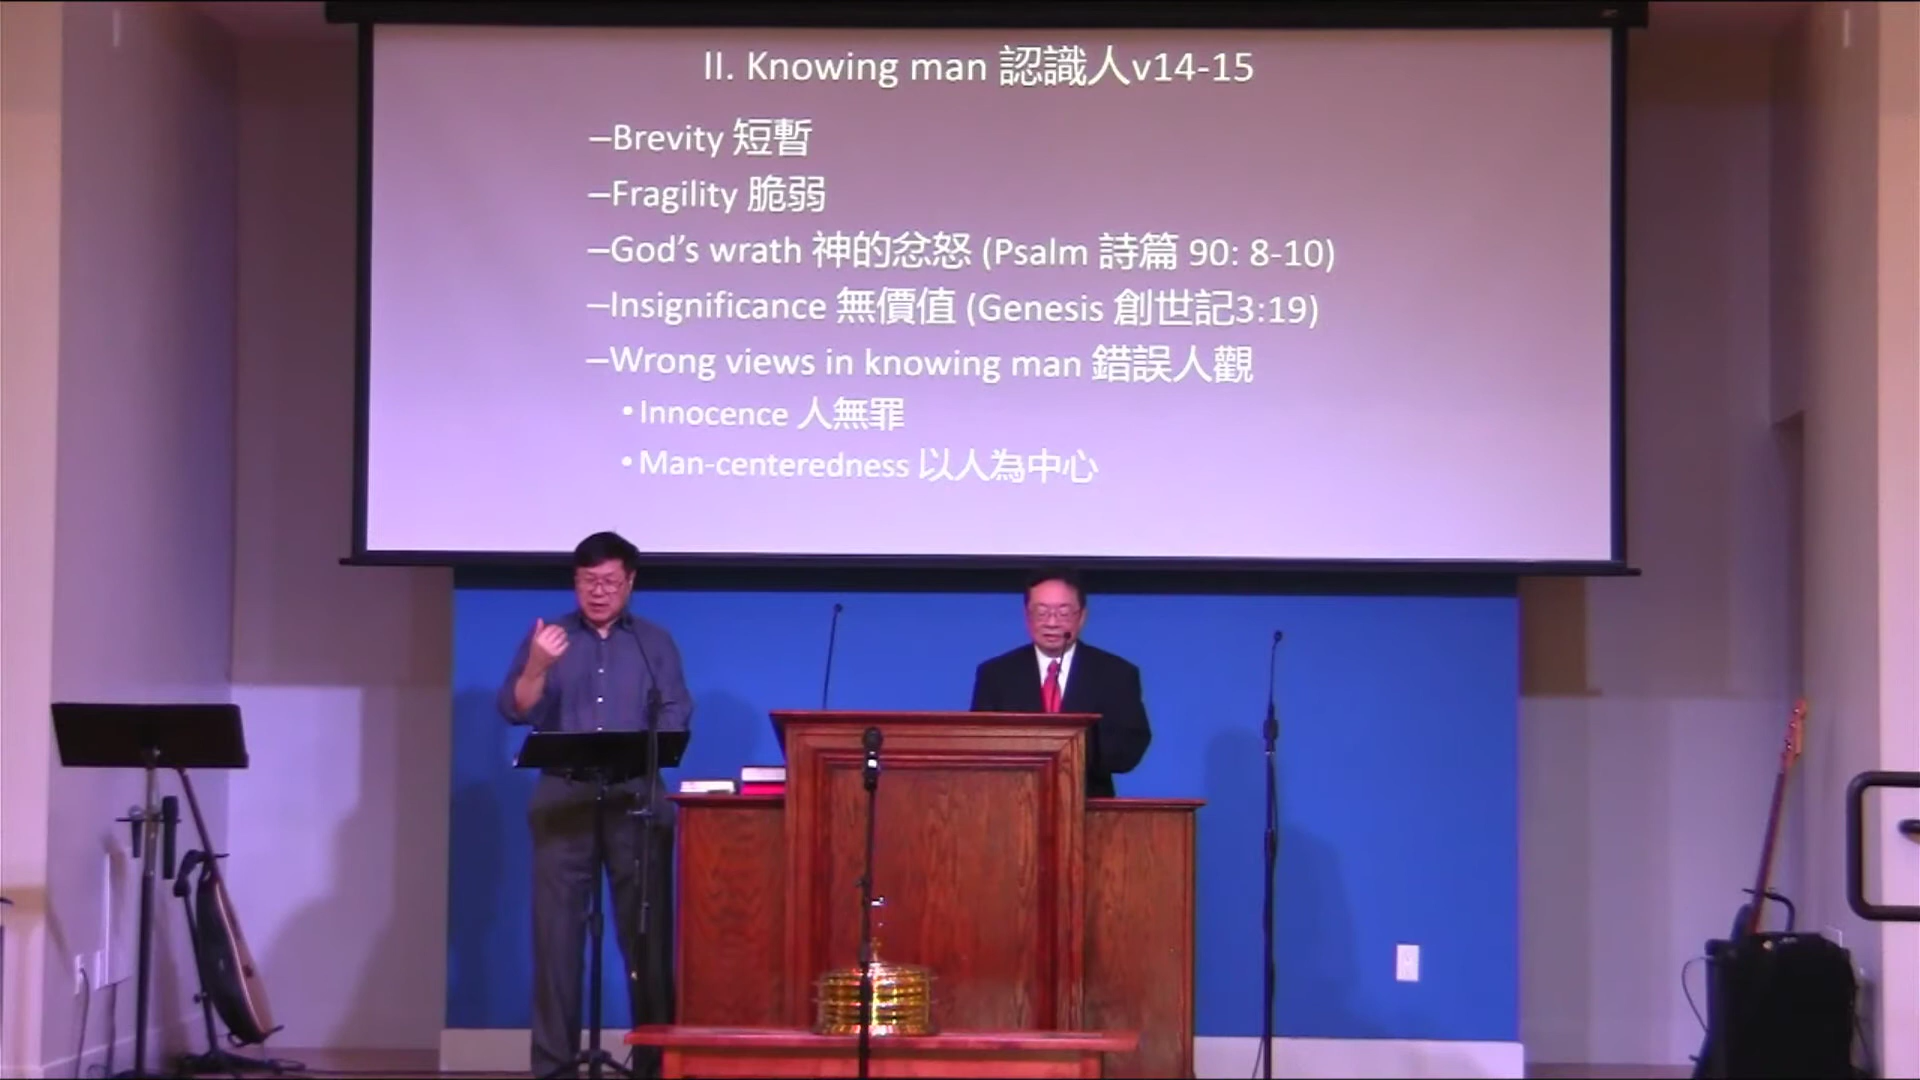 II. Knowing man 認識人v14-15
–Brevity 短暫
–Fragility 脆弱
–God’s wrath 神的忿怒 (Psalm 詩篇 90: 8-10)
–Insignificance 無價值 (Genesis 創世記3:19)
–Wrong views in knowing man 錯誤人觀
•Innocence 人無罪
•Man-centeredness 以人為中心